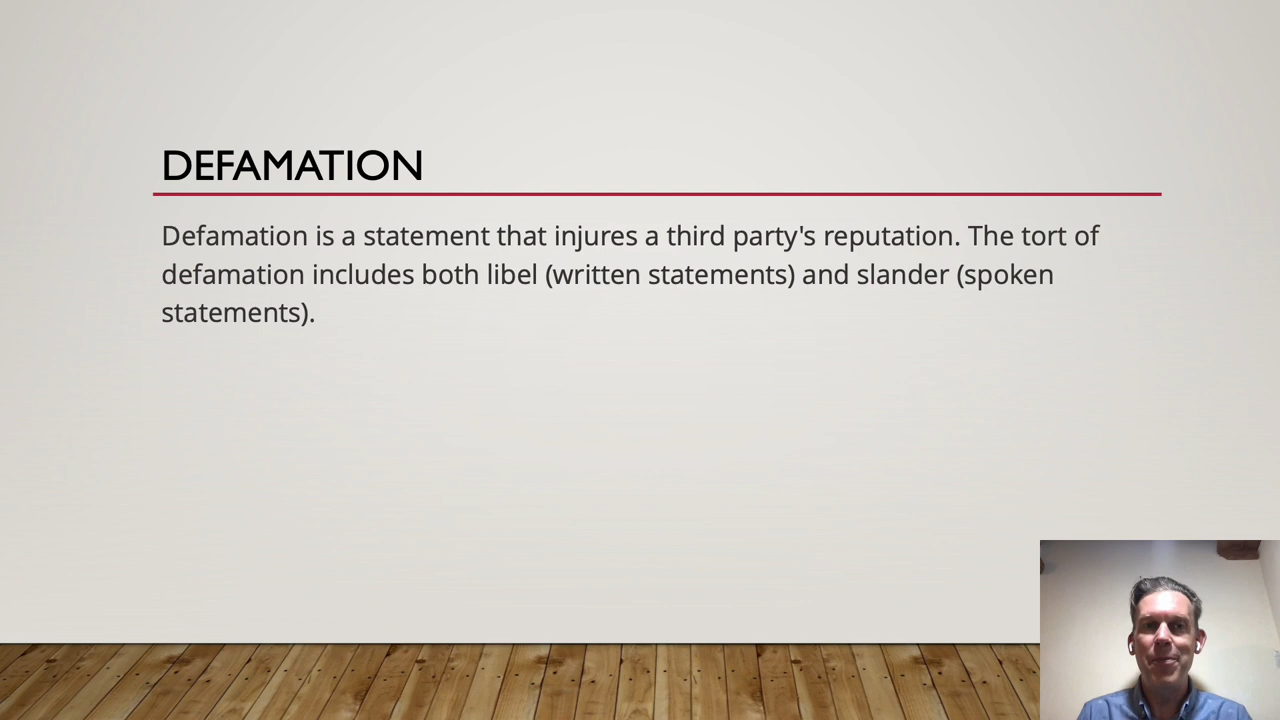 DEFAMATION
Defamation is a statement that injures a third party's reputation. The tort of
defamation includes both libel (written statements) and slander (spoken
statements).